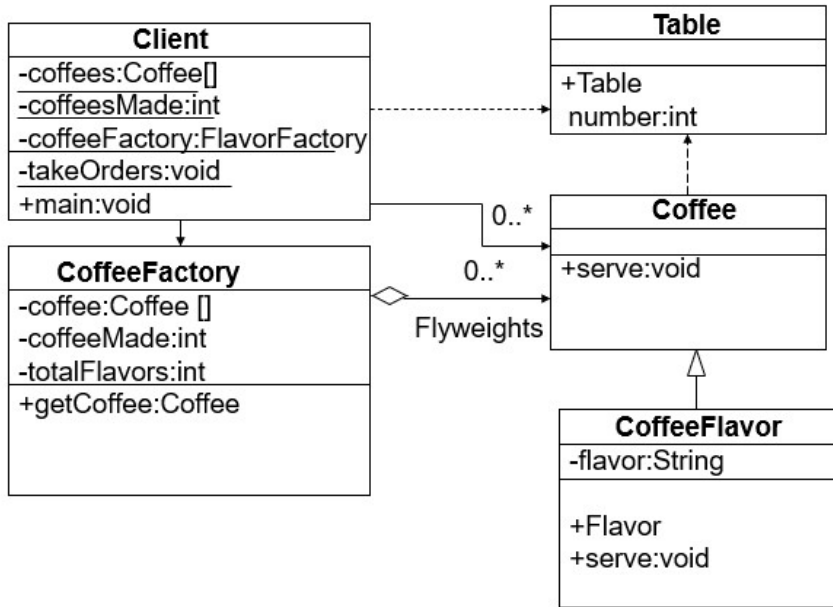 Client
-coffees:Coffee[]
-coffeesMade:int
-coffeeFactory:FlavorFactory
-takeOrders:void
+main:void
Table
+Table
number:int
0..*
Coffee
+serve:void
CoffeeFactory
-coffee:Coffee []
-coffeeMade:int
-totalFlavors:int
+getCoffee:Coffee
0..*
Flyweights
CoffeeFlavor
-flavor:String
+Flavor
+serve:void